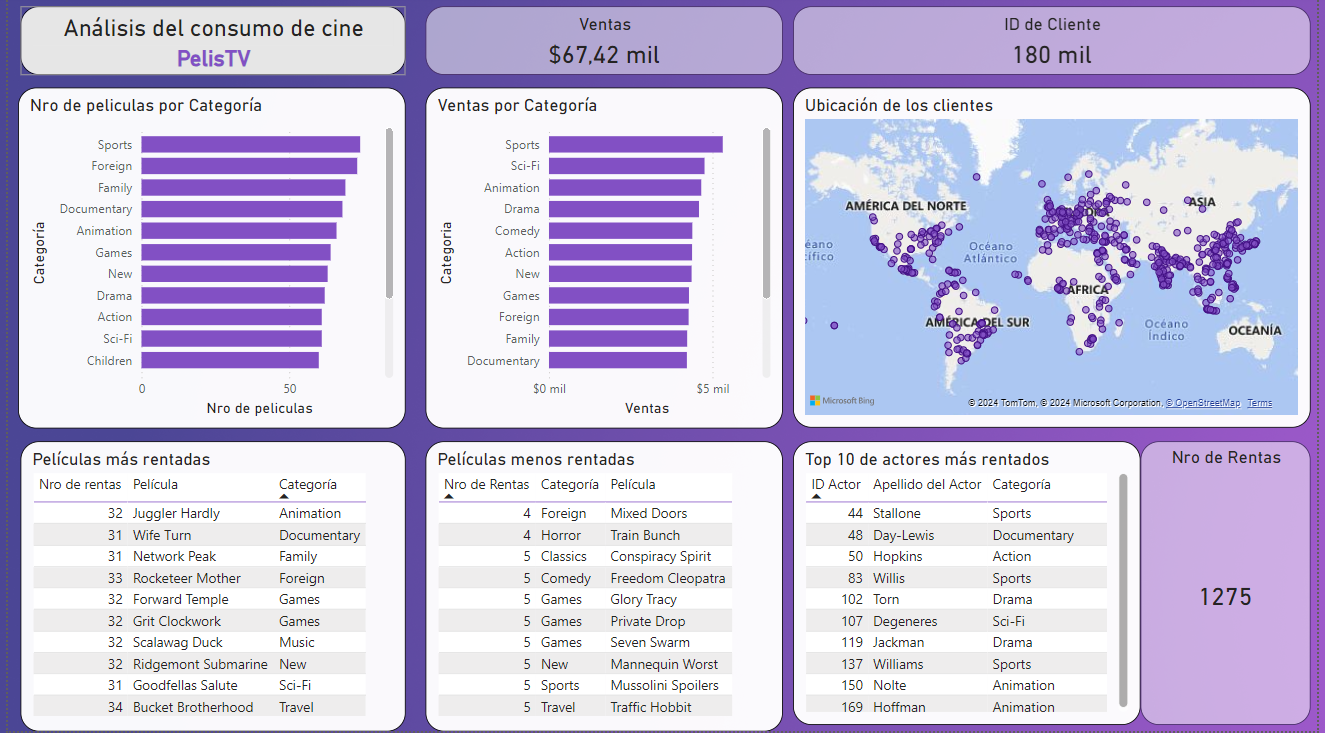 Análisis del consumo de cine
PelisTV
Ventas
$67,42 mil
ID de Cliente
180 mil
Nro de peliculas por Categoría
Categoría
Sports
Foreign
Family
Documentary
Animation
Games
New
Drama
Action
Sci-Fi
Children
0 50
Nro de peliculas
Ventas por Categoría
Categoría
Sports
Sci-Fi
Animation
Drama
Comedy
Action
New
Games
Foreign
Family
Documentary
$0 mil $5 mil
Ventas
Ubicación de los clientes
AMÉRICA DEL NORTE
ASIA
éano
cífico
Océano
Atlántico
ÁFRICA
AMÉRICA DEL SUR
Océano
Índico
OCEANÍA
Microsoft Bing
© 2024 TomTom, © 2024 Microsoft Corporation, © OpenStreetMap Terms
Películas más rentadas
Nro de rentas Película Categoría
32 Juggler Hardly Animation
31 Wife Turn Documentary
31 Network Peak Family
33 Rocketeer Mother Foreign
32 Forward Temple Games
32 Grit Clockwork Games
32 Scalawag Duck Music
32 Ridgemont Submarine New
31 Goodfellas Salute Sci-Fi
34 Bucket Brotherhood Travel
Películas menos rentadas
Nro de Rentas Categoría Película
4 Foreign Mixed Doors
4 Horror Train Bunch
5 Classics Conspiracy Spirit
5 Comedy Freedom Cleopatra
5 Games Glory Tracy
5 Games Private Drop
5 Games Seven Swarm
5 New Mannequin Worst
5 Sports Mussolini Spoilers
5 Travel Traffic Hobbit
Top 10 de actores más rentados
ID Actor Apellido del Actor Categoría
44 Stallone Sports
48 Day-Lewis Documentary
50 Hopkins Action
83 Willis Sports
102 Torn Drama
107 Degeneres Sci-Fi
119 Jackman Drama
137 Williams Sports
150 Nolte Animation
169 Hoffman Animation
Nro de Rentas
1275